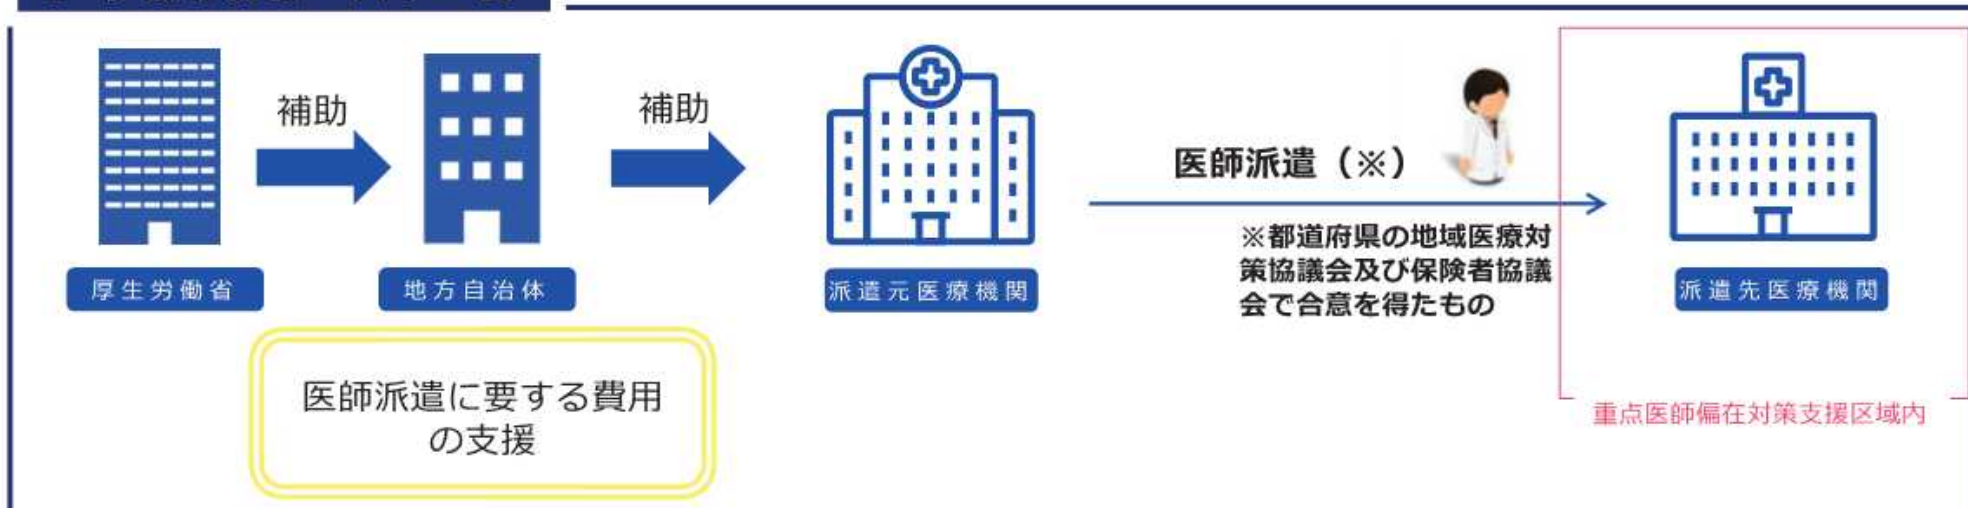 補助
補助
医師派遣（※）
※都道府県の地域医療対
策協議会及び保険者協議
会で合意を得たもの
厚生労働省
地方自治体
派遣元医療機関
派遣先医療機関
医師派遣に要する費用
の支援
重点医師偏在対策支援区域内